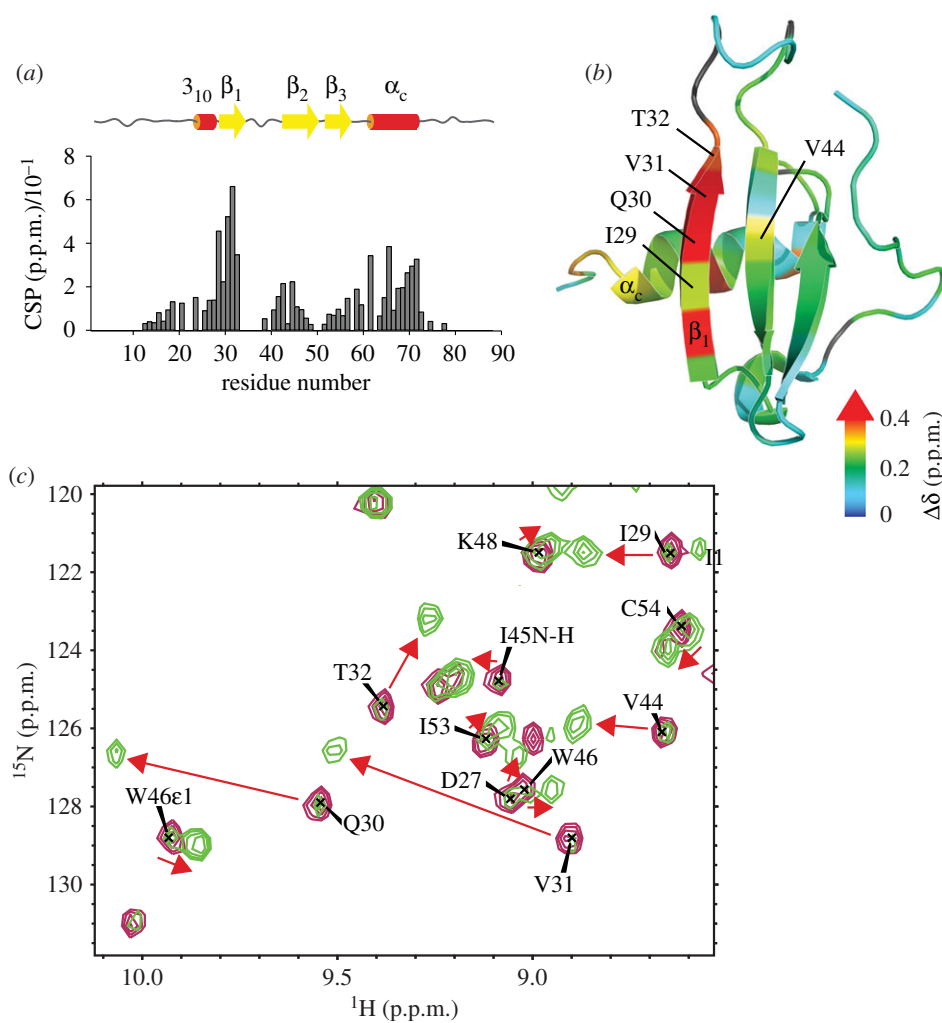 (a)
3₁₀ β₁ β₂ β₃ α_c
CSP (p.p.m.)/10⁻¹
8
6
4
2
0
10 20 30 40 50 60 70 80 90
residue number
(b)
T32
V31
Q30
I29
V44
α_c
β₁
0.4
0.2
0
Δδ (p.p.m.)
(c)
120
122
124
126
128
130
¹⁵N (p.p.m.)
K48
I29
I1
C54
I45N-H
T32
V44
I53
W46
D27
W46ε1
Q30
V31
10.0 9.5 9.0
¹H (p.p.m.)